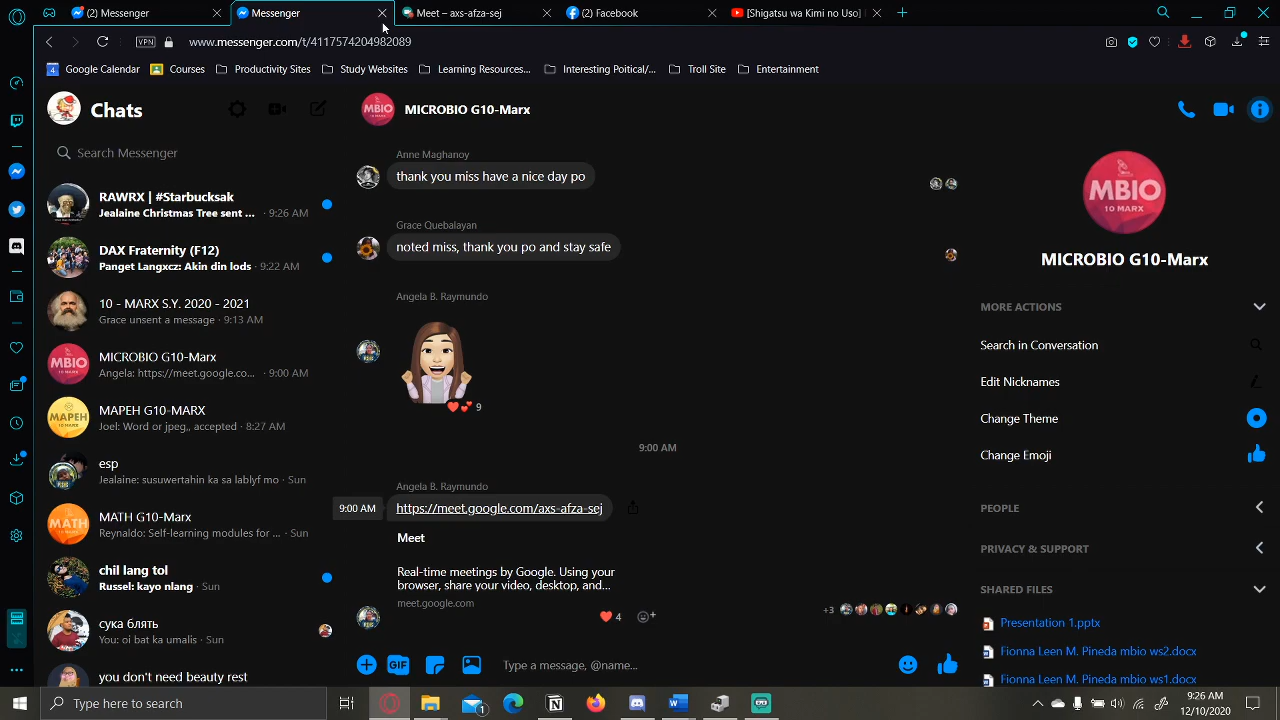 (2) Messenger
Messenger
Meet – axs-afza-sej
(2) Facebook
[Shigatsu wa Kimi no Uso]
VPN
www.messenger.com/t/4117574204982089
4 Google Calendar
Courses
Productivity Sites
Study Websites
Learning Resources...
Interesting Poitical/...
Troll Site
Entertainment
Chats
Search Messenger
RAWRX | #Starbucksak
Jealaine Christmas Tree sent ... · 9:26 AM
DAX Fraternity (F12)
Panget Langxcz: Akin din lods · 9:22 AM
10 - MARX S.Y. 2020 - 2021
Grace unsent a message · 9:13 AM
MBIO
MICROBIO G10-Marx
Angela: https://meet.google.co... · 9:00 AM
MAPEH
MAPEH G10-MARX
Joel: Word or jpeg,, accepted · 8:27 AM
esp
Jealaine: susuwertahin ka sa lablyf mo · Sun
MATH
MATH G10-Marx
Reynaldo: Self-learning modules for ... · Sun
chil lang tol
Russel: kayo nlang · Sun
сука блять
You: oi bat ka umalis · Sun
you don't need beauty rest
MBIO
MICROBIO G10-Marx
Anne Maghanoy
thank you miss have a nice day po
Grace Quebalayan
noted miss, thank you po and stay safe
Angela B. Raymundo
9
9:00 AM
Angela B. Raymundo
9:00 AM
https://meet.google.com/axs-afza-sej
Meet
Real-time meetings by Google. Using your
browser, share your video, desktop, and...
meet.google.com
4
+3
GIF
Type a message, @name...
MBIO
10 MARX
MICROBIO G10-Marx
MORE ACTIONS
Search in Conversation
Edit Nicknames
Change Theme
Change Emoji
PEOPLE
PRIVACY & SUPPORT
SHARED FILES
Presentation 1.pptx
Fionna Leen M. Pineda mbio ws2.docx
Fionna Leen M. Pineda mbio ws1.docx
Type here to search
1
9:26 AM
12/10/2020